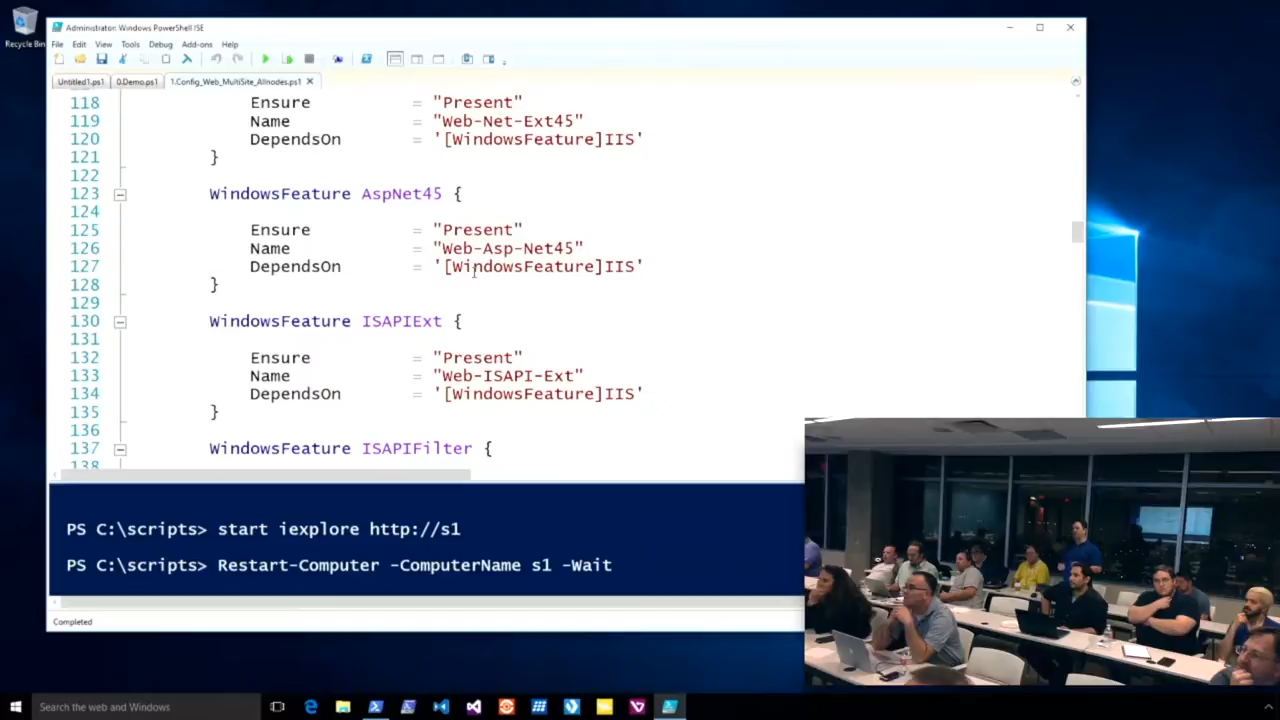 Recycle Bin
Administrator: Windows PowerShell ISE
File Edit View Tools Debug Add-ons Help
Untitled1.ps1 0.Demo.ps1 1.Config_Web_MultiSite_Allnodes.ps1
118 Ensure = "Present"
119 Name = "Web-Net-Ext45"
120 DependsOn = '[WindowsFeature]IIS'
121 }
122
123 WindowsFeature AspNet45 {
124
125 Ensure = "Present"
126 Name = "Web-Asp-Net45"
127 DependsOn = '[WindowsFeature]IIS'
128 }
129
130 WindowsFeature ISAPIExt {
131
132 Ensure = "Present"
133 Name = "Web-ISAPI-Ext"
134 DependsOn = '[WindowsFeature]IIS'
135 }
136
137 WindowsFeature ISAPIFilter {
138
PS C:\scripts> start iexplore http://s1
PS C:\scripts> Restart-Computer -ComputerName s1 -Wait
Completed
Search the web and Windows